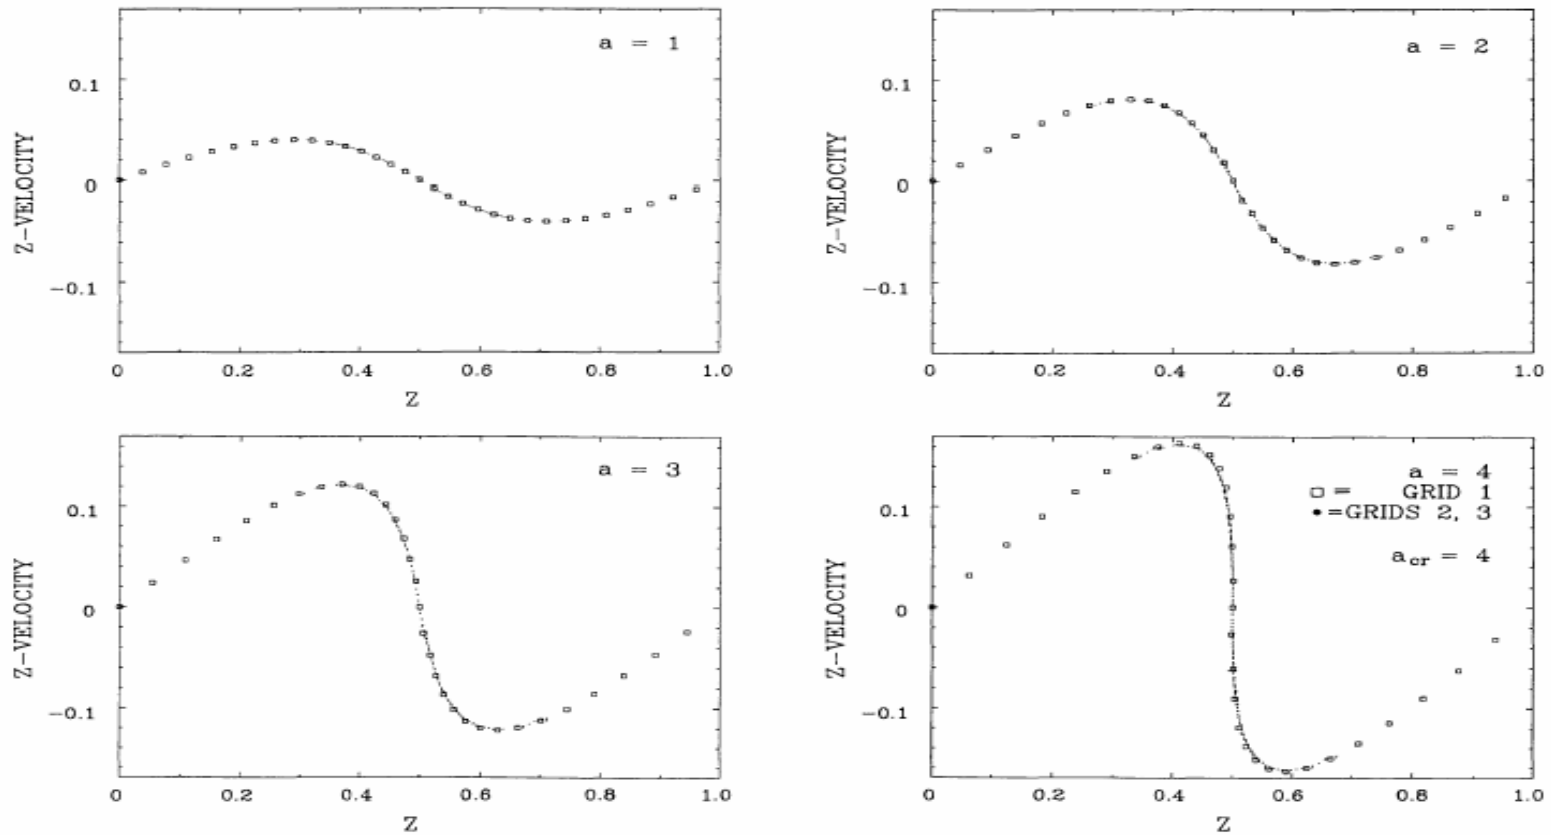 a = 1
0.1
0
−0.1
Z−VELOCITY
0 0.2 0.4 0.6 0.8 1.0
Z
a = 2
0.1
0
−0.1
Z−VELOCITY
0 0.2 0.4 0.6 0.8 1.0
Z
a = 3
0.1
0
−0.1
Z−VELOCITY
0 0.2 0.4 0.6 0.8 1.0
Z
a = 4
□ = GRID 1
•=GRIDS 2, 3
a_cr = 4
0.1
0
−0.1
Z−VELOCITY
0 0.2 0.4 0.6 0.8 1.0
Z